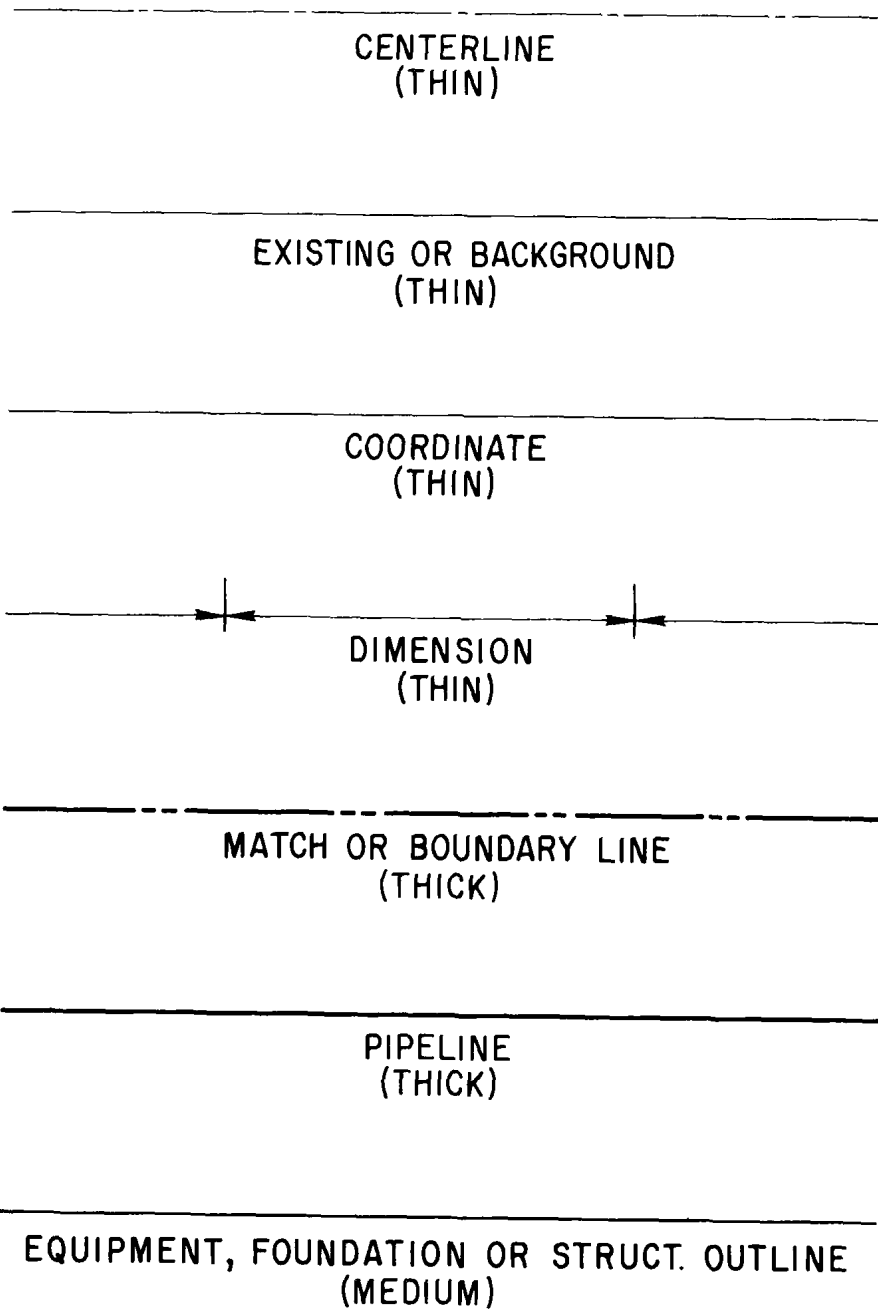 CENTERLINE
(THIN)
EXISTING OR BACKGROUND
(THIN)
COORDINATE
(THIN)
DIMENSION
(THIN)
MATCH OR BOUNDARY LINE
(THICK)
PIPELINE
(THICK)
EQUIPMENT, FOUNDATION OR STRUCT. OUTLINE
(MEDIUM)